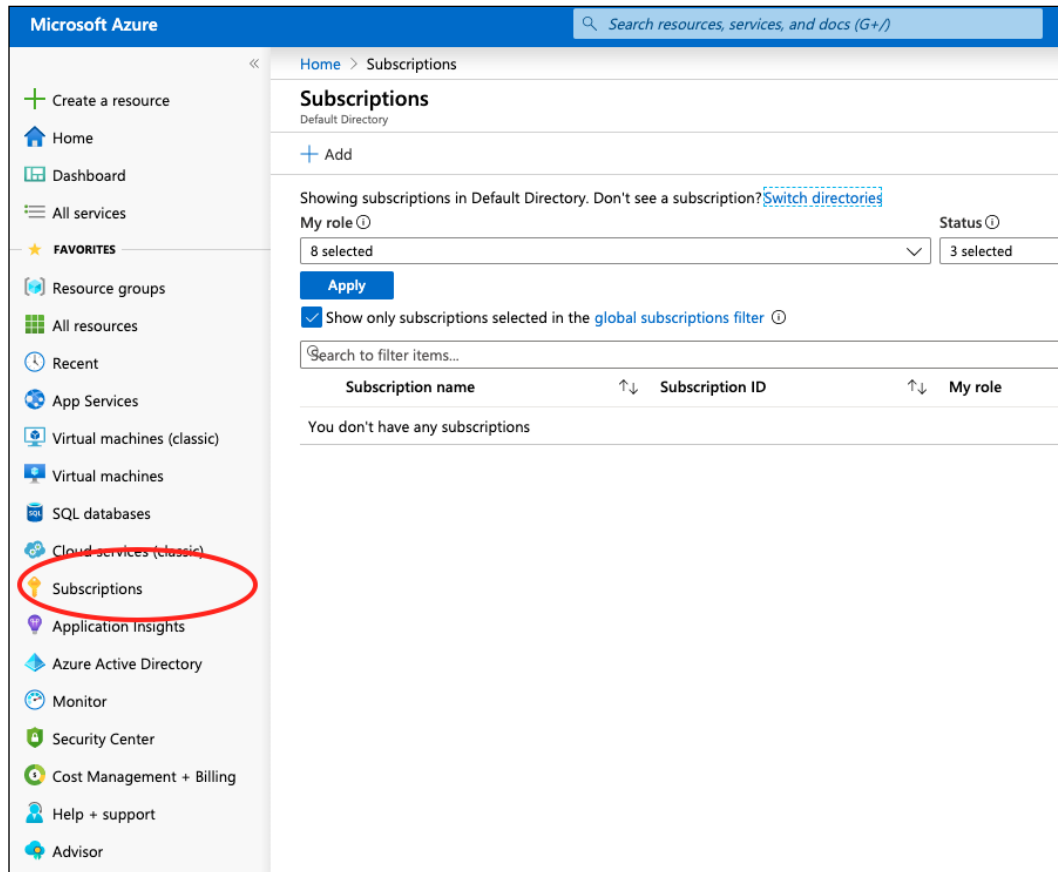 Microsoft Azure
Search resources, services, and docs (G+/)
«
Create a resource
Home
Dashboard
All services
FAVORITES
Resource groups
All resources
Recent
App Services
Virtual machines (classic)
Virtual machines
SQL databases
Cloud services (classic)
Subscriptions
Application Insights
Azure Active Directory
Monitor
Security Center
Cost Management + Billing
Help + support
Advisor
Home > Subscriptions
Subscriptions
Default Directory
+ Add
Showing subscriptions in Default Directory. Don't see a subscription? Switch directories
My role Status
8 selected 3 selected
Apply
Show only subscriptions selected in the global subscriptions filter
Search to filter items...
Subscription name ↑↓ Subscription ID ↑↓ My role
You don't have any subscriptions